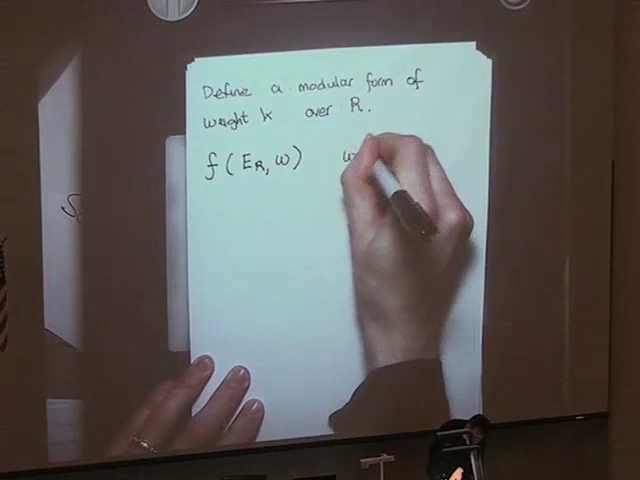 Define a modular form of
weight k over R.
f(E_R, ω) ω